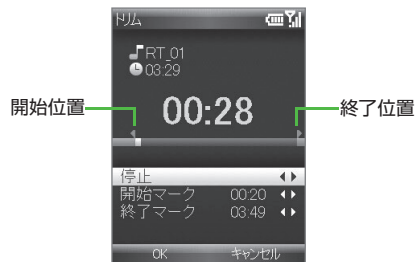 トリム
RT_01
03:29
開始位置
00:28
終了位置
停止
開始マーク 00:20
終了マーク 03:49
OK キャンセル